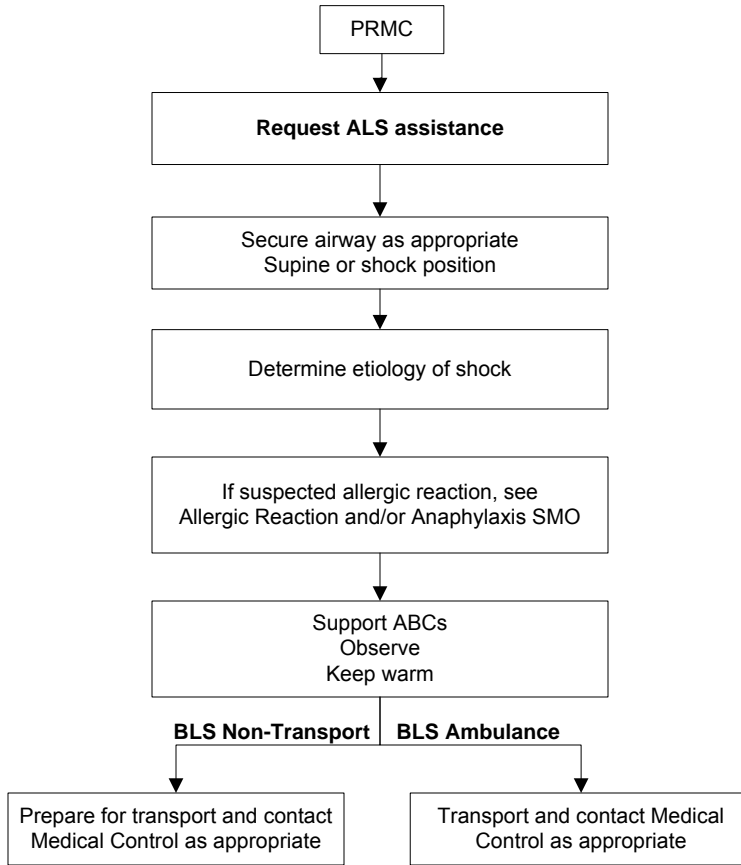 PRMC
Request ALS assistance
Secure airway as appropriate
Supine or shock position
Determine etiology of shock
If suspected allergic reaction, see
Allergic Reaction and/or Anaphylaxis SMO
Support ABCs
Observe
Keep warm
BLS Non-Transport
BLS Ambulance
Prepare for transport and contact
Medical Control as appropriate
Transport and contact Medical
Control as appropriate